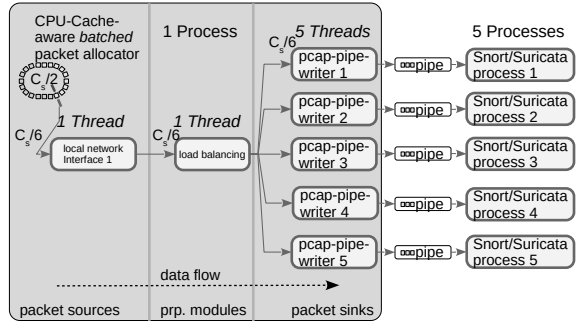 CPU-Cache-
aware batched
packet allocator
1 Process
5 Threads
5 Processes
Cs/2
Cs/6
1 Thread
local network
Interface 1
Cs/6
1 Thread
load balancing
Cs/6
pcap-pipe-
writer 1
pipe
Snort/Suricata
process 1
pcap-pipe-
writer 2
pipe
Snort/Suricata
process 2
pcap-pipe-
writer 3
pipe
Snort/Suricata
process 3
pcap-pipe-
writer 4
pipe
Snort/Suricata
process 4
pcap-pipe-
writer 5
pipe
Snort/Suricata
process 5
data flow
packet sources
prp. modules
packet sinks